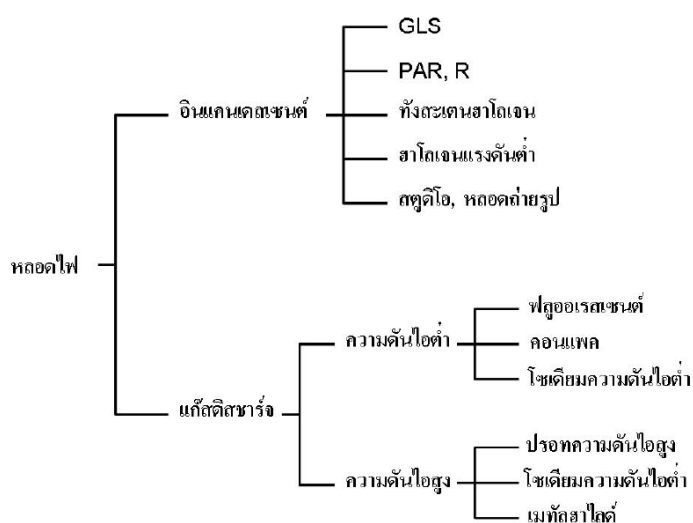 GLS
PAR, R
อินแคนเดสเซนต์
ทังสะเตนฮาโลเจน
ฮาโลเจนแรงดันต่ำ
สตูดิโอ, หลอดถ่ายรูป
หลอดไฟ
ฟลูออเรสเซนต์
ความดันไอต่ำ
คอนแพค
โซเดียมความดันไอต่ำ
แก๊สดิสชาร์จ
ปรอทความดันไอสูง
ความดันไอสูง
โซเดียมความดันไอต่ำ
เมทัลฮาไลด์